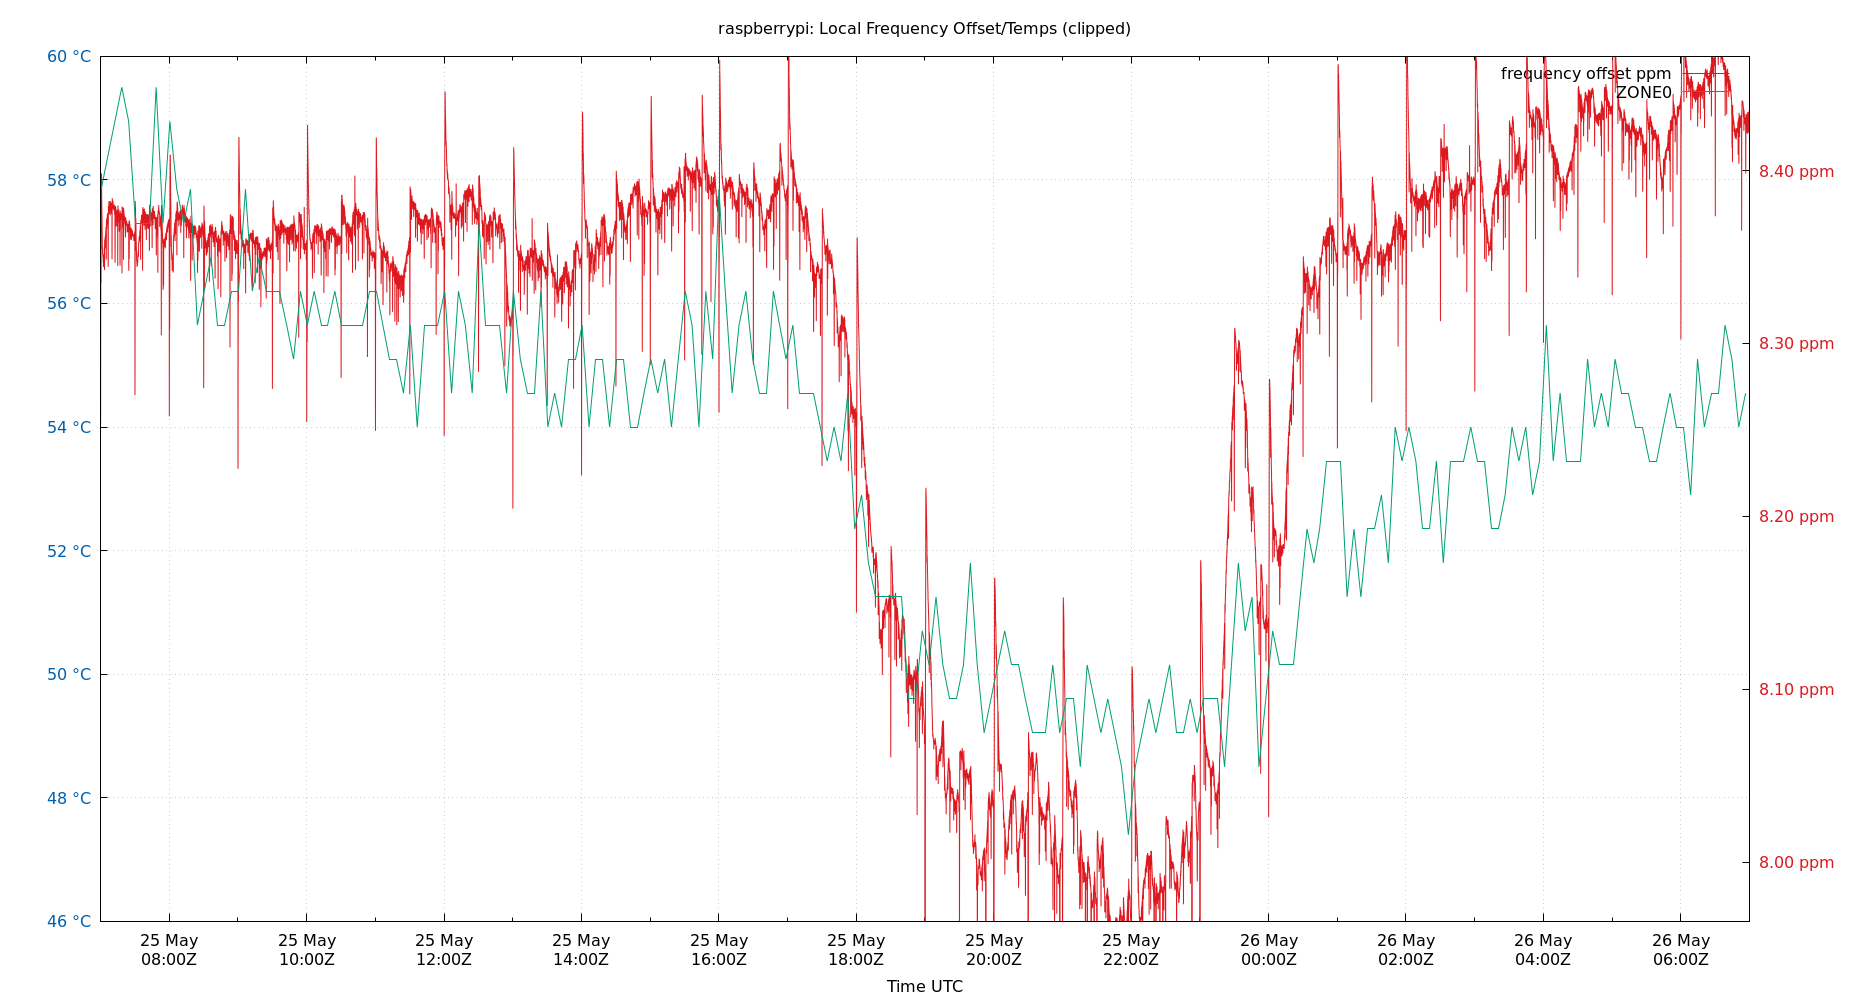 raspberrypi: Local Frequency Offset/Temps (clipped)
60 °C
58 °C
56 °C
54 °C
52 °C
50 °C
48 °C
46 °C
frequency offset ppm
ZONE0
8.40 ppm
8.30 ppm
8.20 ppm
8.10 ppm
8.00 ppm
25 May
08:00Z
25 May
10:00Z
25 May
12:00Z
25 May
14:00Z
25 May
16:00Z
25 May
18:00Z
25 May
20:00Z
25 May
22:00Z
26 May
00:00Z
26 May
02:00Z
26 May
04:00Z
26 May
06:00Z
Time UTC